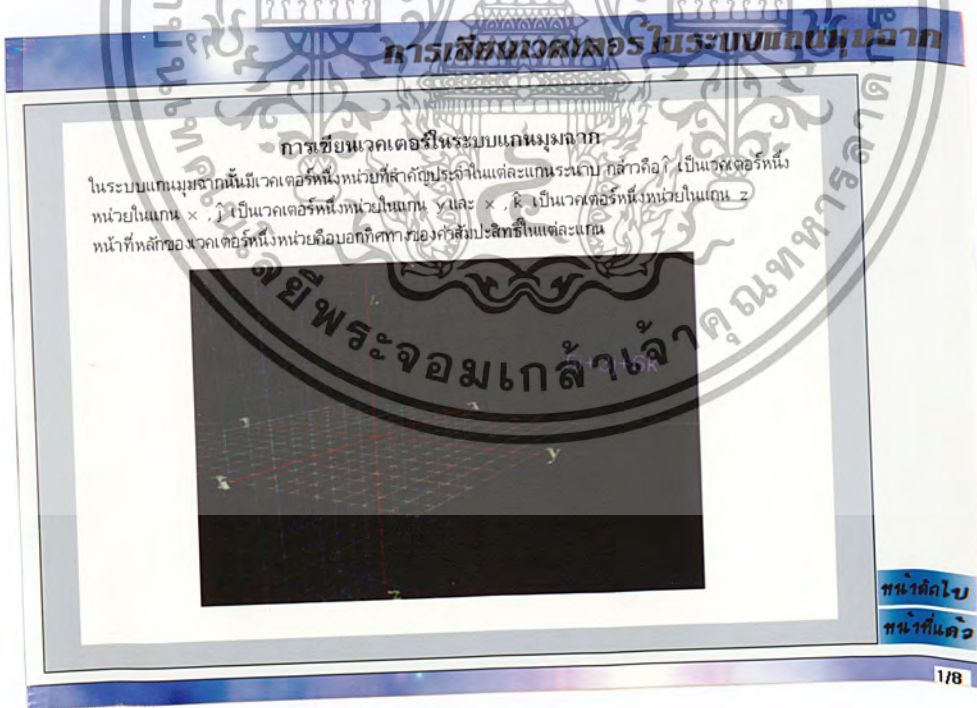 การเขียนเวกเตอร์ในระบบแกนมุมฉาก
การเขียนเวคเตอร์ในระบบแกนมุมฉาก
ในระบบแกนมุมฉากนั้นมีเวคเตอร์หนึ่งหน่วยที่สำคัญประจำในแต่ละแกนระนาบ กล่าวคือ î เป็นเวคเตอร์หนึ่ง
หน่วยในแกน x , ĵ เป็นเวคเตอร์หนึ่งหน่วยในแกน y และ x , k̂ เป็นเวคเตอร์หนึ่งหน่วยในแกน z
หน้าที่หลักของเวคเตอร์หนึ่งหน่วยคือบอกทิศทางของค่าสัมประสิทธิ์ในแต่ละแกน
y
z
พระจอมเกล้าเจ้าคุณทหารลาดก
หน้าถัดไป
หน้าที่แล้ว
1/8